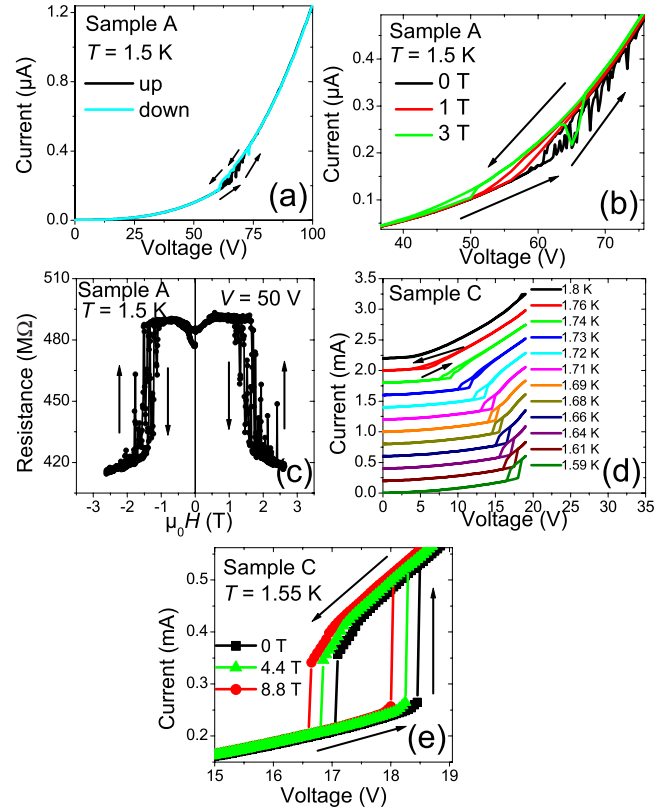 Sample A
T = 1.5 K
up
down
(a)
Current (μA)
1.2
0.8
0.4
0.0
0 25 50 75 100
Voltage (V)
Sample A
T = 1.5 K
0 T
1 T
3 T
(b)
Current (μA)
0.4
0.3
0.2
0.1
40 50 60 70
Voltage (V)
Sample A
T = 1.5 K
V = 50 V
(c)
Resistance (MΩ)
510
480
450
420
-3 -2 -1 0 1 2 3
μ0H (T)
Sample C
1.8 K
1.76 K
1.74 K
1.73 K
1.72 K
1.71 K
1.69 K
1.68 K
1.66 K
1.64 K
1.61 K
1.59 K
(d)
Current (mA)
3.5
3.0
2.5
2.0
1.5
1.0
0.5
0.0
0 5 10 15 20 25 30 35
Voltage (V)
Sample C
T = 1.55 K
0 T
4.4 T
8.8 T
(e)
Current (mA)
0.5
0.4
0.3
0.2
15 16 17 18 19
Voltage (V)